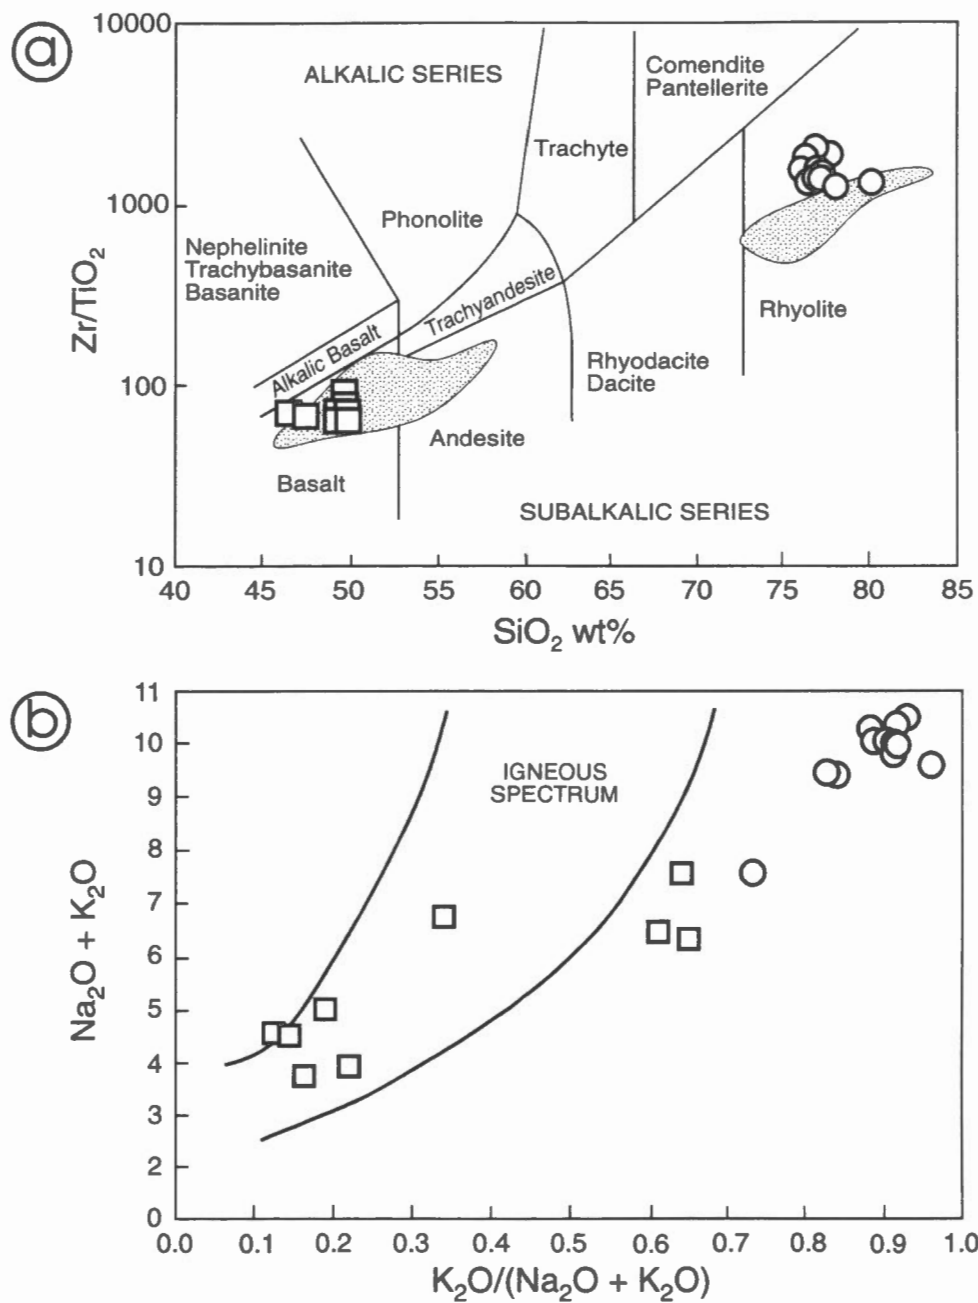 a
10000
1000
100
10
Zr/TiO₂
ALKALIC SERIES
Comendite
Pantellerite
Trachyte
Phonolite
Nephelinite
Trachybasanite
Basanite
Trachyandesite
Alkalic Basalt
Rhyolite
Rhyodacite
Dacite
Andesite
Basalt
SUBALKALIC SERIES
40 45 50 55 60 65 70 75 80 85
SiO₂ wt%
b
11
10
9
8
7
6
5
4
3
2
0
Na₂O + K₂O
IGNEOUS
SPECTRUM
0.0 0.1 0.2 0.3 0.4 0.5 0.6 0.7 0.8 0.9 1.0
K₂O/(Na₂O + K₂O)